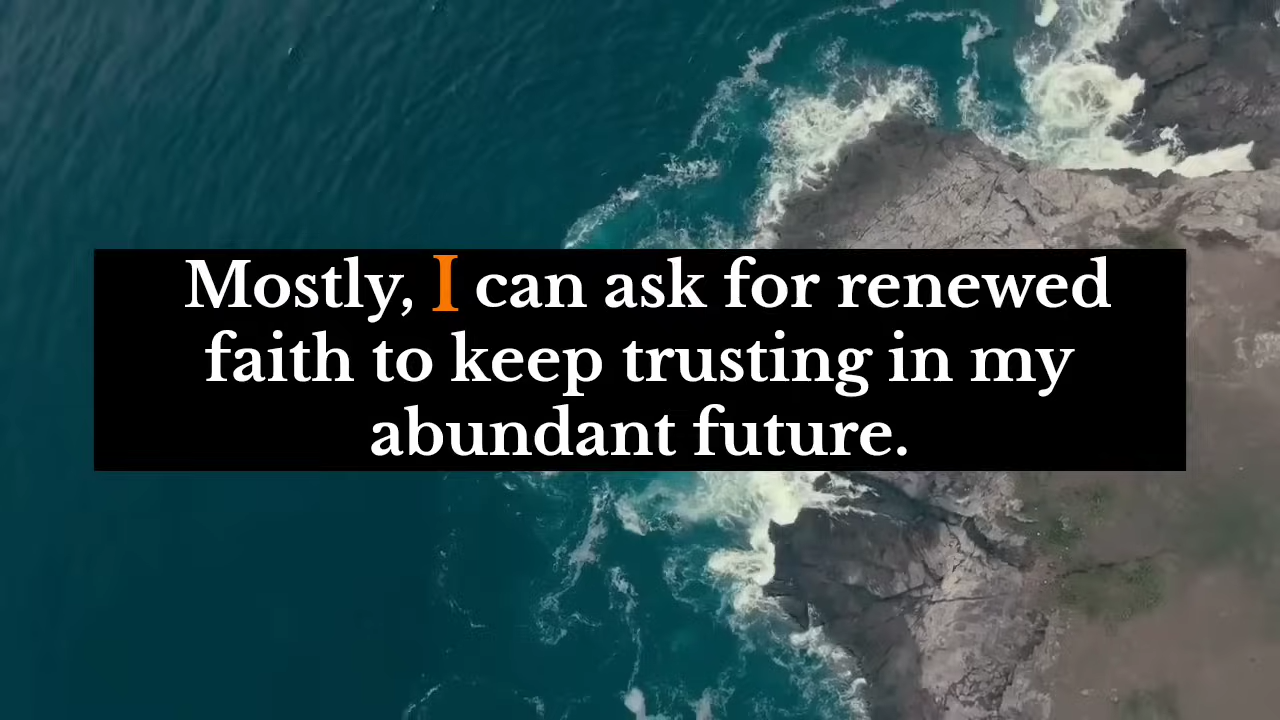 Mostly, I can ask for renewed
faith to keep trusting in my
abundant future.